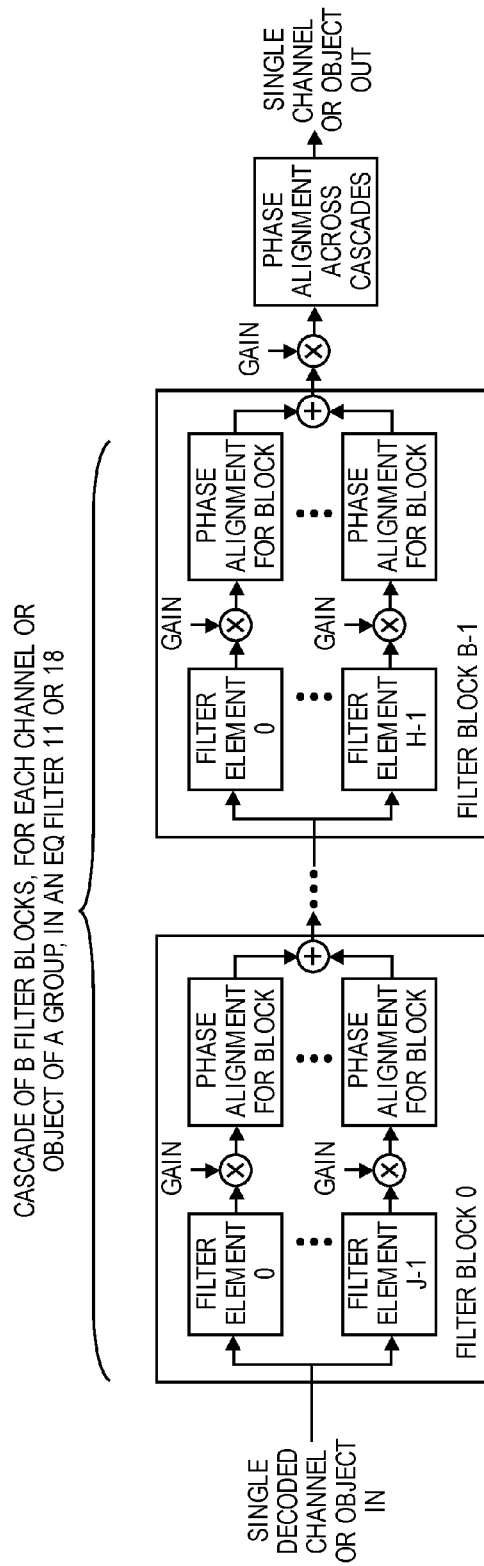 CASCADE OF B FILTER BLOCKS, FOR EACH CHANNEL OR
OBJECT OF A GROUP, IN AN EQ FILTER 11 OR 18
SINGLE
DECODED
CHANNEL
OR OBJECT
IN
FILTER
ELEMENT
0
GAIN
PHASE
ALIGNMENT
FOR BLOCK
FILTER
ELEMENT
J-1
GAIN
PHASE
ALIGNMENT
FOR BLOCK
FILTER BLOCK 0
FILTER
ELEMENT
0
GAIN
PHASE
ALIGNMENT
FOR BLOCK
FILTER
ELEMENT
H-1
GAIN
PHASE
ALIGNMENT
FOR BLOCK
FILTER BLOCK B-1
GAIN
PHASE
ALIGNMENT
ACROSS
CASCADES
SINGLE
CHANNEL
OR OBJECT
OUT